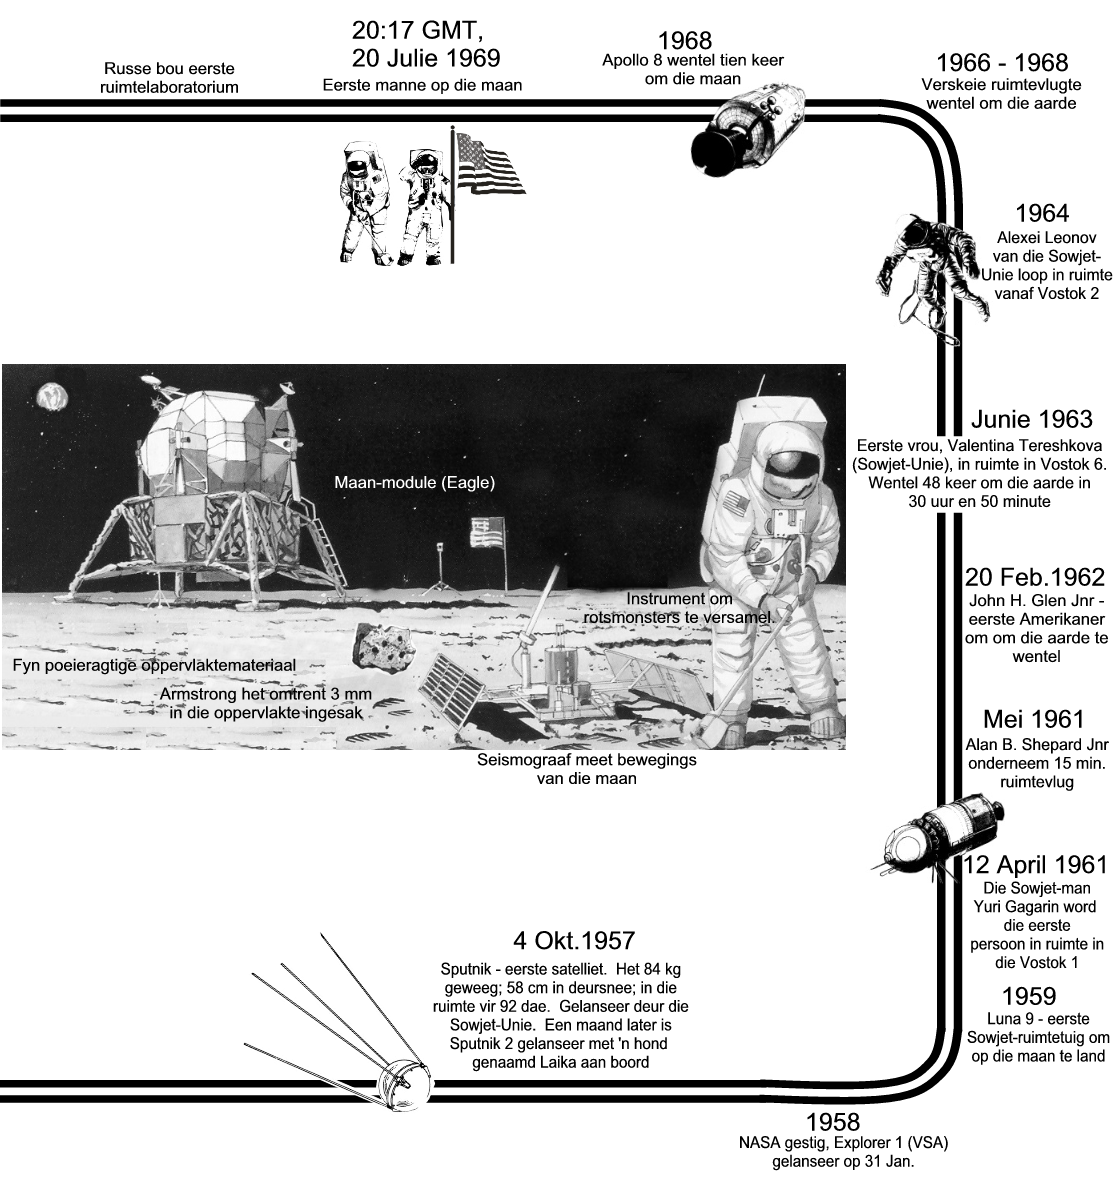 20:17 GMT,
20 Julie 1969
Eerste manne op die maan
Russe bou eerste
ruimtelaboratorium
1968
Apollo 8 wentel tien keer
om die maan
1966 - 1968
Verskeie ruimtevlugte
wentel om die aarde
1964
Alexei Leonov
van die Sowjet-
Unie loop in ruimte
vanaf Vostok 2
Junie 1963
Eerste vrou, Valentina Tereshkova
(Sowjet-Unie), in ruimte in Vostok 6.
Wentel 48 keer om die aarde in
30 uur en 50 minute
Maan-module (Eagle)
20 Feb.1962
John H. Glen Jnr -
eerste Amerikaner
om om die aarde te
wentel
Instrument om
rotsmonsters te versamel.
Fyn poeieragtige oppervlaktemateriaal
Armstrong het omtrent 3 mm
in die oppervlakte ingesak
Seismograaf meet bewegings
van die maan
Mei 1961
Alan B. Shepard Jnr
onderneem 15 min.
ruimtevlug
12 April 1961
Die Sowjet-man
Yuri Gagarin word
die eerste
persoon in ruimte in
die Vostok 1
4 Okt.1957
Sputnik - eerste satelliet.  Het 84 kg
geweeg; 58 cm in deursnee; in die
ruimte vir 92 dae.  Gelanseer deur die
Sowjet-Unie.  Een maand later is
Sputnik 2 gelanseer met 'n hond
genaamd Laika aan boord
1959
Luna 9 - eerste
Sowjet-ruimtetuig om
op die maan te land
1958
NASA gestig, Explorer 1 (VSA)
gelanseer op 31 Jan.